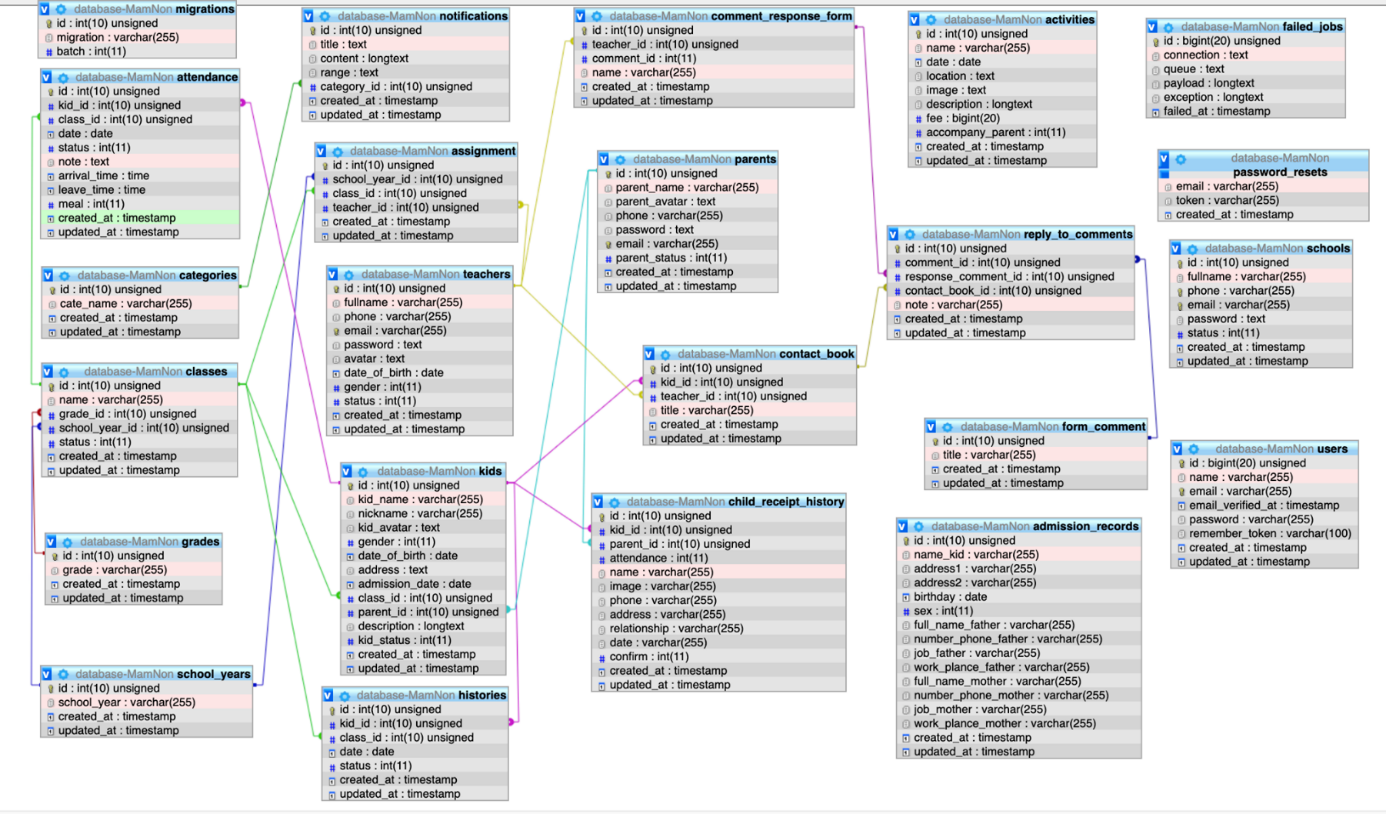 database-MamNon migrations
id : int(10) unsigned
migration : varchar(255)
batch : int(11)
database-MamNon attendance
id : int(10) unsigned
kid_id : int(10) unsigned
class_id : int(10) unsigned
date : date
status : int(11)
note : text
arrival_time : time
leave_time : time
meal : int(11)
created_at : timestamp
updated_at : timestamp
database-MamNon categories
id : int(10) unsigned
cate_name : varchar(255)
created_at : timestamp
updated_at : timestamp
database-MamNon classes
id : int(10) unsigned
name : varchar(255)
grade_id : int(10) unsigned
school_year_id : int(10) unsigned
status : int(11)
created_at : timestamp
updated_at : timestamp
database-MamNon grades
id : int(10) unsigned
grade : varchar(255)
created_at : timestamp
updated_at : timestamp
database-MamNon school_years
id : int(10) unsigned
school_year : varchar(255)
created_at : timestamp
updated_at : timestamp
database-MamNon notifications
id : int(10) unsigned
title : text
content : longtext
range : text
category_id : int(10) unsigned
created_at : timestamp
updated_at : timestamp
database-MamNon assignment
id : int(10) unsigned
school_year_id : int(10) unsigned
class_id : int(10) unsigned
teacher_id : int(10) unsigned
created_at : timestamp
updated_at : timestamp
database-MamNon teachers
id : int(10) unsigned
fullname : varchar(255)
phone : varchar(255)
email : varchar(255)
password : text
avatar : text
date_of_birth : date
gender : int(11)
status : int(11)
created_at : timestamp
updated_at : timestamp
database-MamNon kids
id : int(10) unsigned
kid_name : varchar(255)
nickname : varchar(255)
kid_avatar : text
gender : int(11)
date_of_birth : date
address : text
admission_date : date
class_id : int(10) unsigned
parent_id : int(10) unsigned
description : longtext
kid_status : int(11)
created_at : timestamp
updated_at : timestamp
database-MamNon histories
id : int(10) unsigned
kid_id : int(10) unsigned
class_id : int(10) unsigned
date : date
status : int(11)
created_at : timestamp
updated_at : timestamp
database-MamNon comment_response_form
id : int(10) unsigned
teacher_id : int(10) unsigned
comment_id : int(11)
name : varchar(255)
created_at : timestamp
updated_at : timestamp
database-MamNon parents
id : int(10) unsigned
parent_name : varchar(255)
parent_avatar : text
phone : varchar(255)
password : text
email : varchar(255)
parent_status : int(11)
created_at : timestamp
updated_at : timestamp
database-MamNon contact_book
id : int(10) unsigned
kid_id : int(10) unsigned
teacher_id : int(10) unsigned
title : varchar(255)
created_at : timestamp
updated_at : timestamp
database-MamNon child_receipt_history
id : int(10) unsigned
kid_id : int(10) unsigned
parent_id : int(10) unsigned
attendance : int(11)
name : varchar(255)
image : varchar(255)
phone : varchar(255)
address : varchar(255)
relationship : varchar(255)
date : varchar(255)
confirm : int(11)
created_at : timestamp
updated_at : timestamp
database-MamNon activities
id : int(10) unsigned
name : varchar(255)
date : date
location : text
image : text
description : longtext
fee : bigint(20)
accompany_parent : int(11)
created_at : timestamp
updated_at : timestamp
database-MamNon reply_to_comments
id : int(10) unsigned
comment_id : int(10) unsigned
response_comment_id : int(10) unsigned
contact_book_id : int(10) unsigned
note : varchar(255)
created_at : timestamp
updated_at : timestamp
database-MamNon form_comment
id : int(10) unsigned
title : varchar(255)
created_at : timestamp
updated_at : timestamp
database-MamNon admission_records
id : int(10) unsigned
name_kid : varchar(255)
address1 : varchar(255)
address2 : varchar(255)
birthday : date
sex : int(11)
full_name_father : varchar(255)
number_phone_father : varchar(255)
job_father : varchar(255)
work_plance_father : varchar(255)
full_name_mother : varchar(255)
number_phone_mother : varchar(255)
job_mother : varchar(255)
work_plance_mother : varchar(255)
created_at : timestamp
updated_at : timestamp
database-MamNon failed_jobs
id : bigint(20) unsigned
connection : text
queue : text
payload : longtext
exception : longtext
failed_at : timestamp
database-MamNon
password_resets
email : varchar(255)
token : varchar(255)
created_at : timestamp
database-MamNon schools
id : int(10) unsigned
fullname : varchar(255)
phone : varchar(255)
email : varchar(255)
password : text
status : int(11)
created_at : timestamp
updated_at : timestamp
database-MamNon users
id : bigint(20) unsigned
name : varchar(255)
email : varchar(255)
email_verified_at : timestamp
password : varchar(255)
remember_token : varchar(100)
created_at : timestamp
updated_at : timestamp